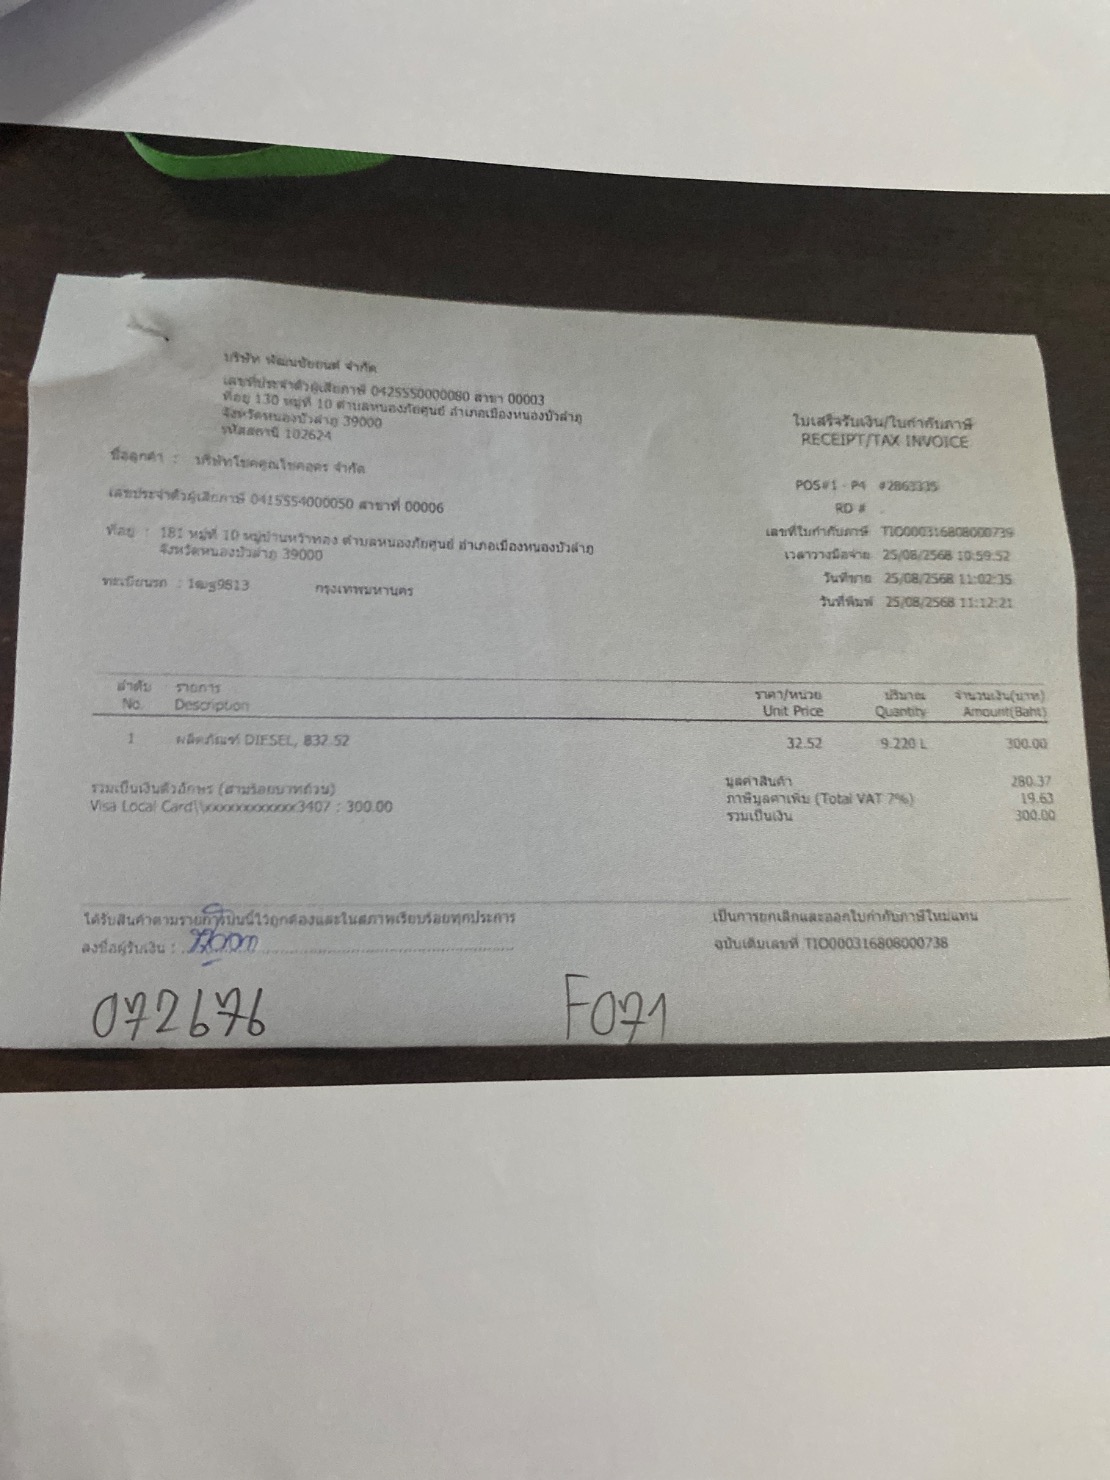 บริษัท พัฒนชัยยนต์ จำกัด
เลขที่ประจำตัวผู้เสียภาษี 0425550000080 สาขา 00003
ที่อยู่ 130 หมู่ที่ 10 ตำบลหนองภัยศูนย์ อำเภอเมืองหนองบัวลำภู
จังหวัดหนองบัวลำภู 39000
รหัสสถานี 102624
ใบเสร็จรับเงิน/ใบกำกับภาษี
RECEIPT/TAX INVOICE
ชื่อลูกค้า : บริษัทโชคคูณโชคอุดร จำกัด
POS#1 - P4 #2863335
RD # .
เลขประจำตัวผู้เสียภาษี 0415554000050 สาขาที่ 00006
เลขที่ใบกำกับภาษี TIO000316808000739
ที่อยู่ : 181 หมู่ที่ 10 หมู่บ้านหว้าทอง ตำบลหนองภัยศูนย์ อำเภอเมืองหนองบัวลำภู
จังหวัดหนองบัวลำภู 39000
เวลาวางมือจ่าย 25/08/2568 10:59:52
วันที่ขาย 25/08/2568 11:02:35
ทะเบียนรถ : 1ฒฐ9813 กรุงเทพมหานคร
วันที่พิมพ์ 25/08/2568 11:12:21
ลำดับ รายการ ราคา/หน่วย ปริมาณ จำนวนเงิน(บาท)
No. Description Unit Price Quantity Amount(Baht)
1 ผลิตภัณฑ์ DIESEL, ฿32.52 32.52 9.220 L 300.00
รวมเป็นเงินตัวอักษร (สามร้อยบาทถ้วน)
Visa Local Card\\xxxxxxxxxxxx3407 : 300.00
มูลค่าสินค้า 280.37
ภาษีมูลค่าเพิ่ม (Total VAT 7%) 19.63
รวมเป็นเงิน 300.00
ได้รับสินค้าตามรายการบนนี้ไว้ถูกต้องและในสภาพเรียบร้อยทุกประการ
ลงชื่อผู้รับเงิน :
เป็นการยกเลิกและออกใบกำกับภาษีใหม่แทน
ฉบับเดิมเลขที่ TIO000316808000738
072676 F071